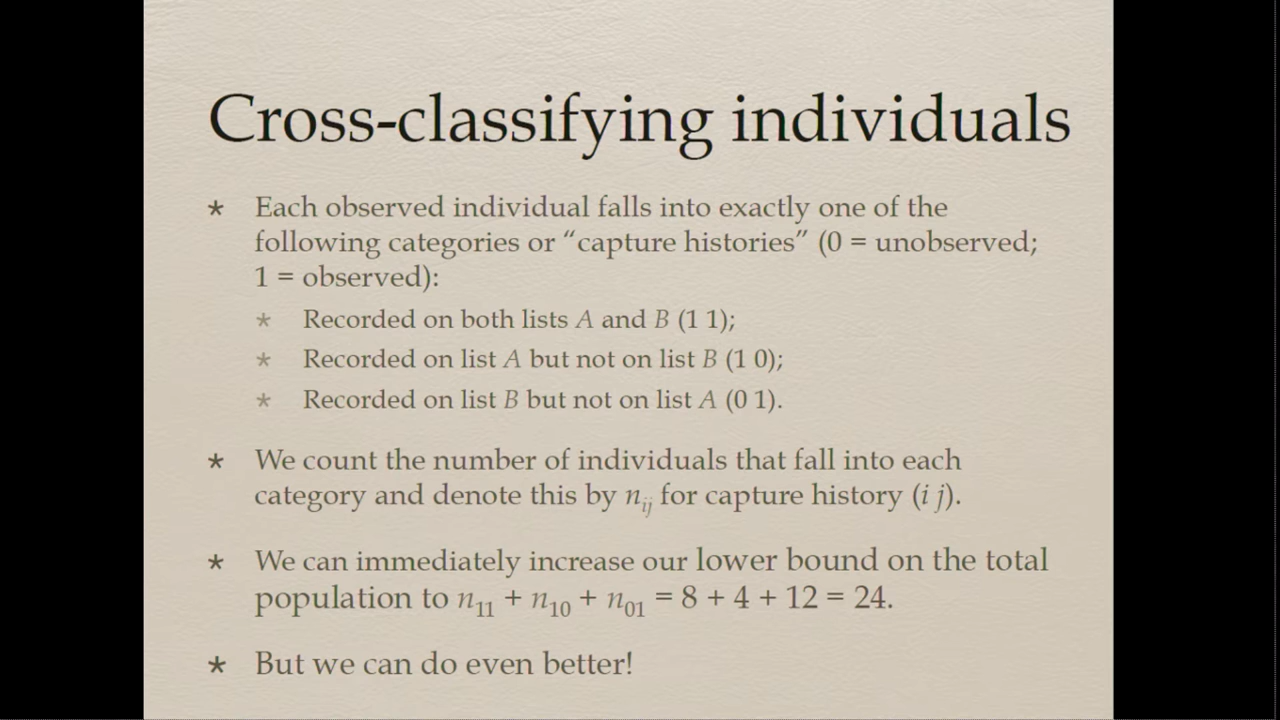 Cross-classifying individuals
* Each observed individual falls into exactly one of the
following categories or “capture histories” (0 = unobserved;
1 = observed):
* Recorded on both lists A and B (1 1);
* Recorded on list A but not on list B (1 0);
* Recorded on list B but not on list A (0 1).
* We count the number of individuals that fall into each
category and denote this by n_ij for capture history (i j).
* We can immediately increase our lower bound on the total
population to n_11 + n_10 + n_01 = 8 + 4 + 12 = 24.
* But we can do even better!